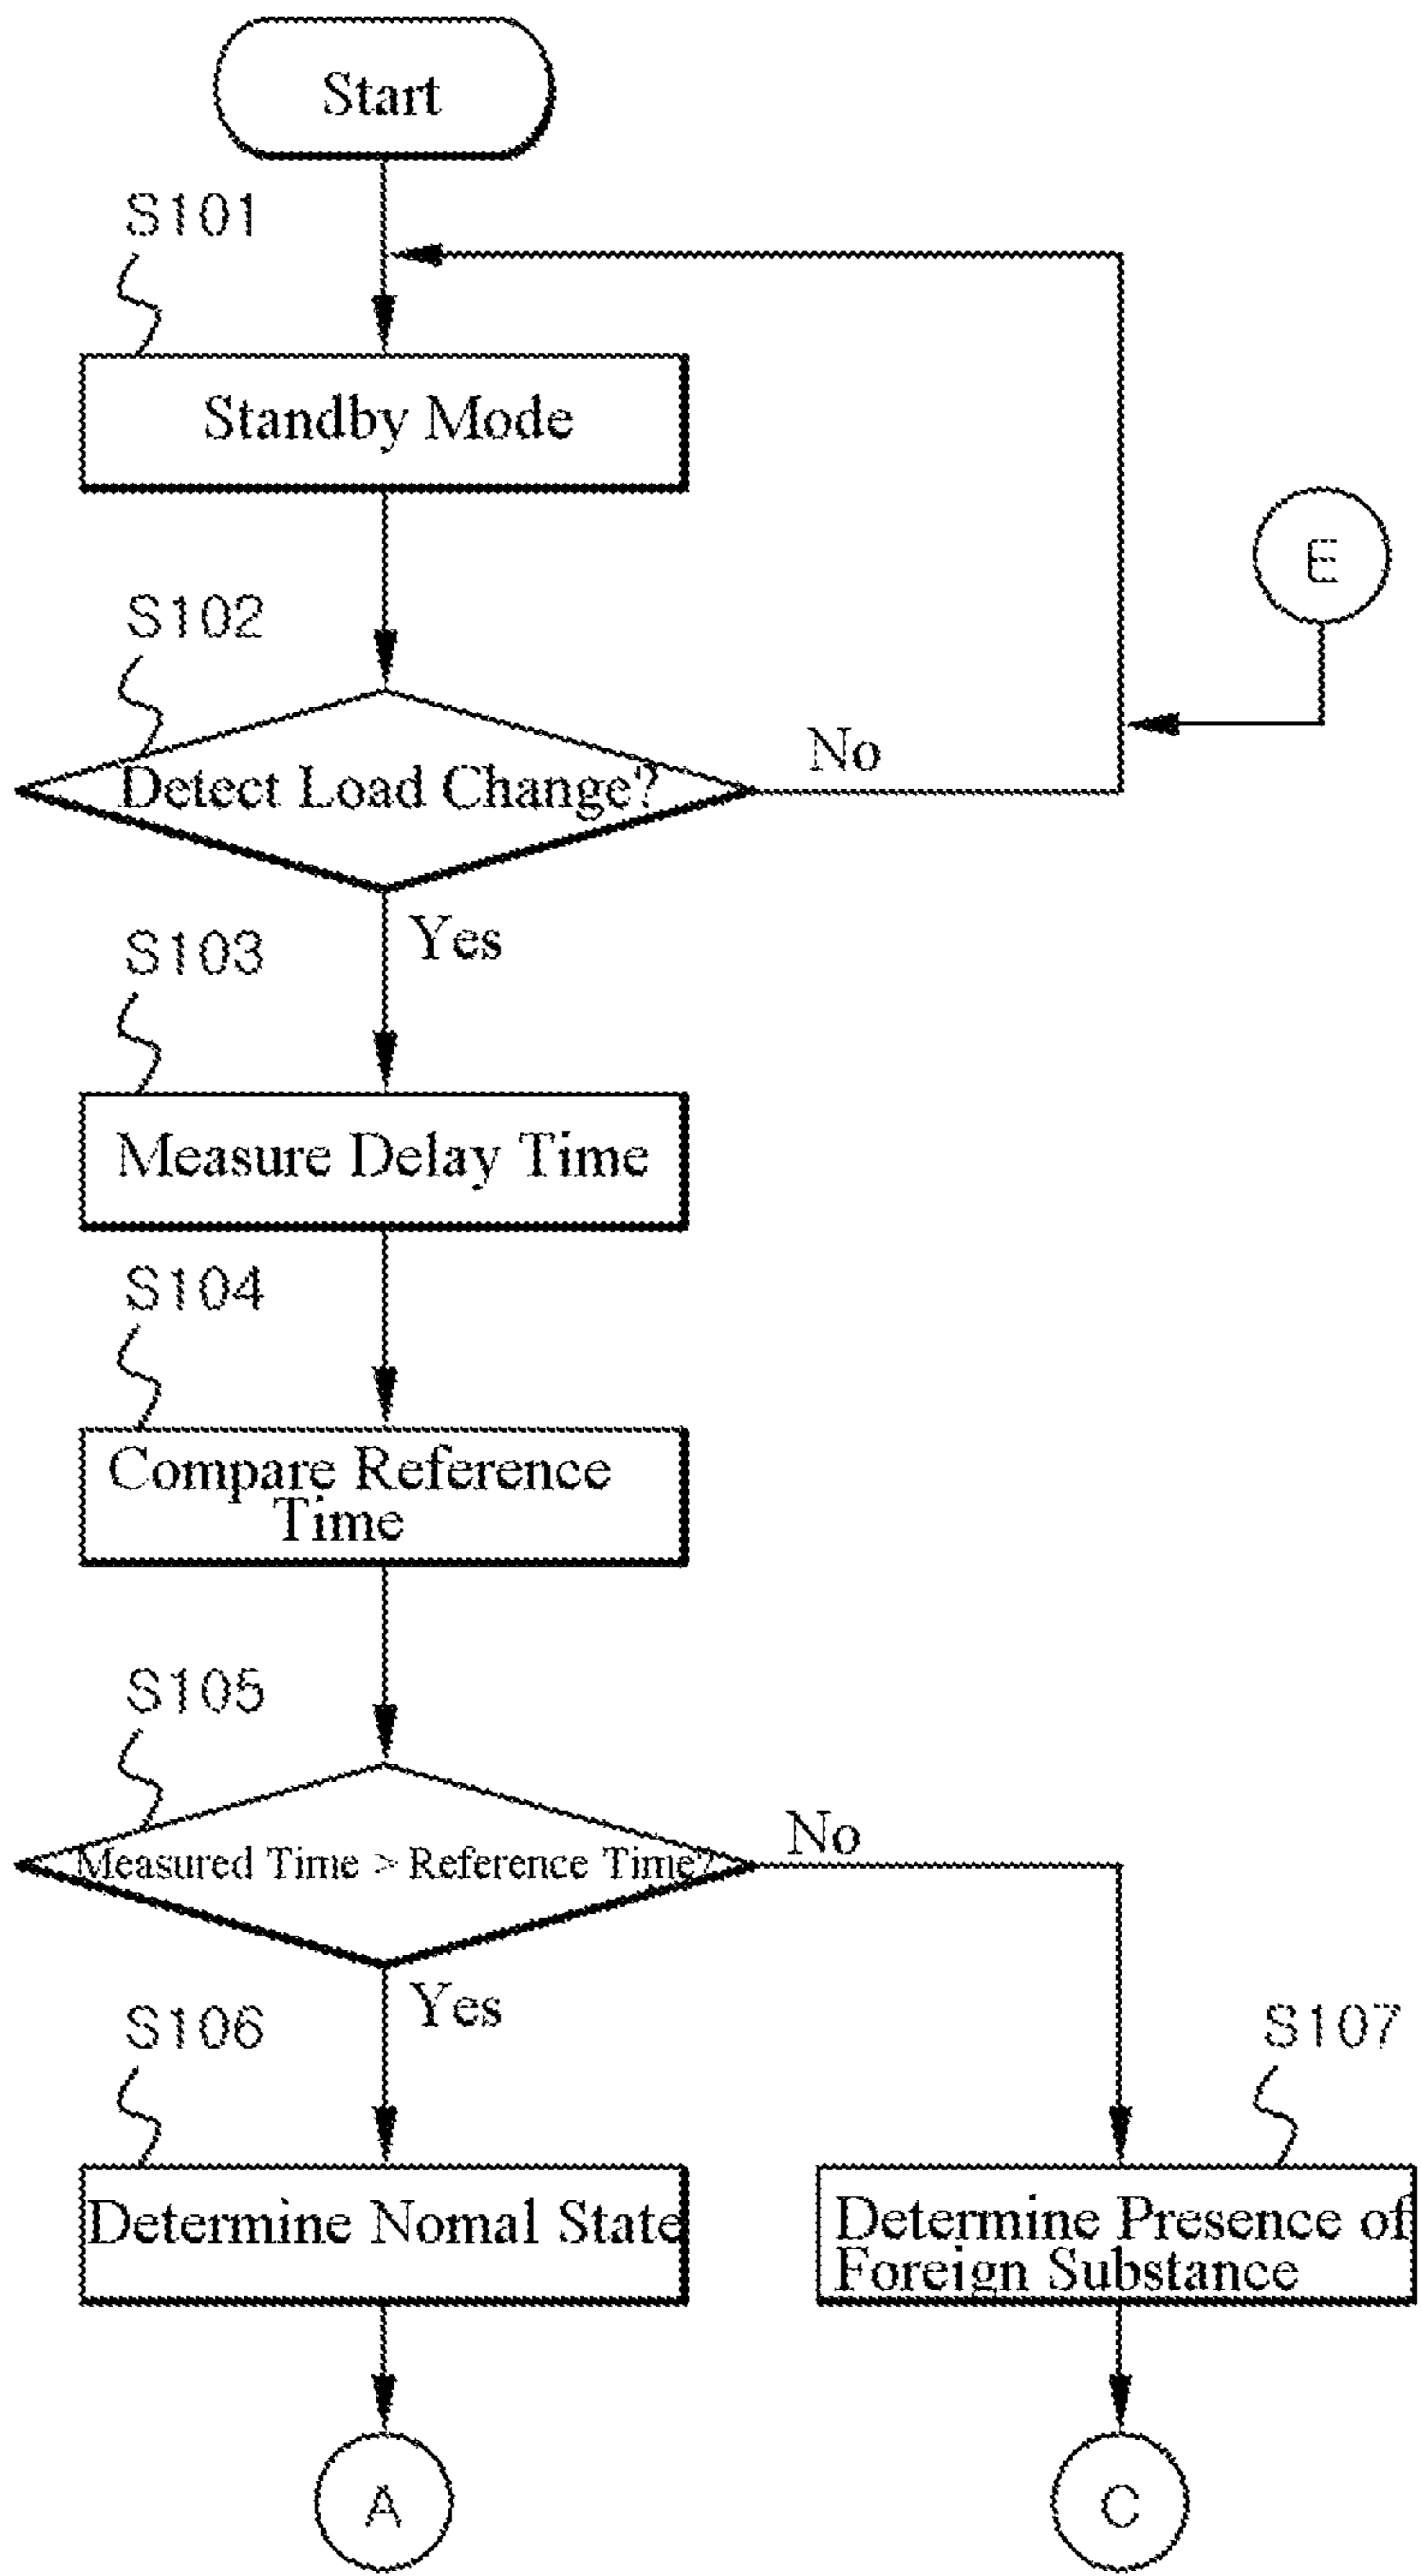 Start
S101
Standby Mode
E
S102
Detect Load Change?
No
Yes
S103
Measure Delay Time
S104
Compare Reference
Time
S105
Measured Time > Reference Time?
No
Yes
S106
S107
Determine Nomal State
Determine Presence of
Foreign Substance
A
C